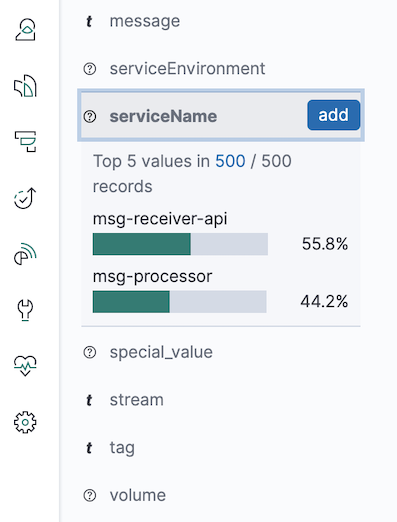 t message
serviceEnvironment
serviceName add
Top 5 values in 500 / 500
records
msg-receiver-api
55.8%
msg-processor
44.2%
special_value
t stream
t tag
volume